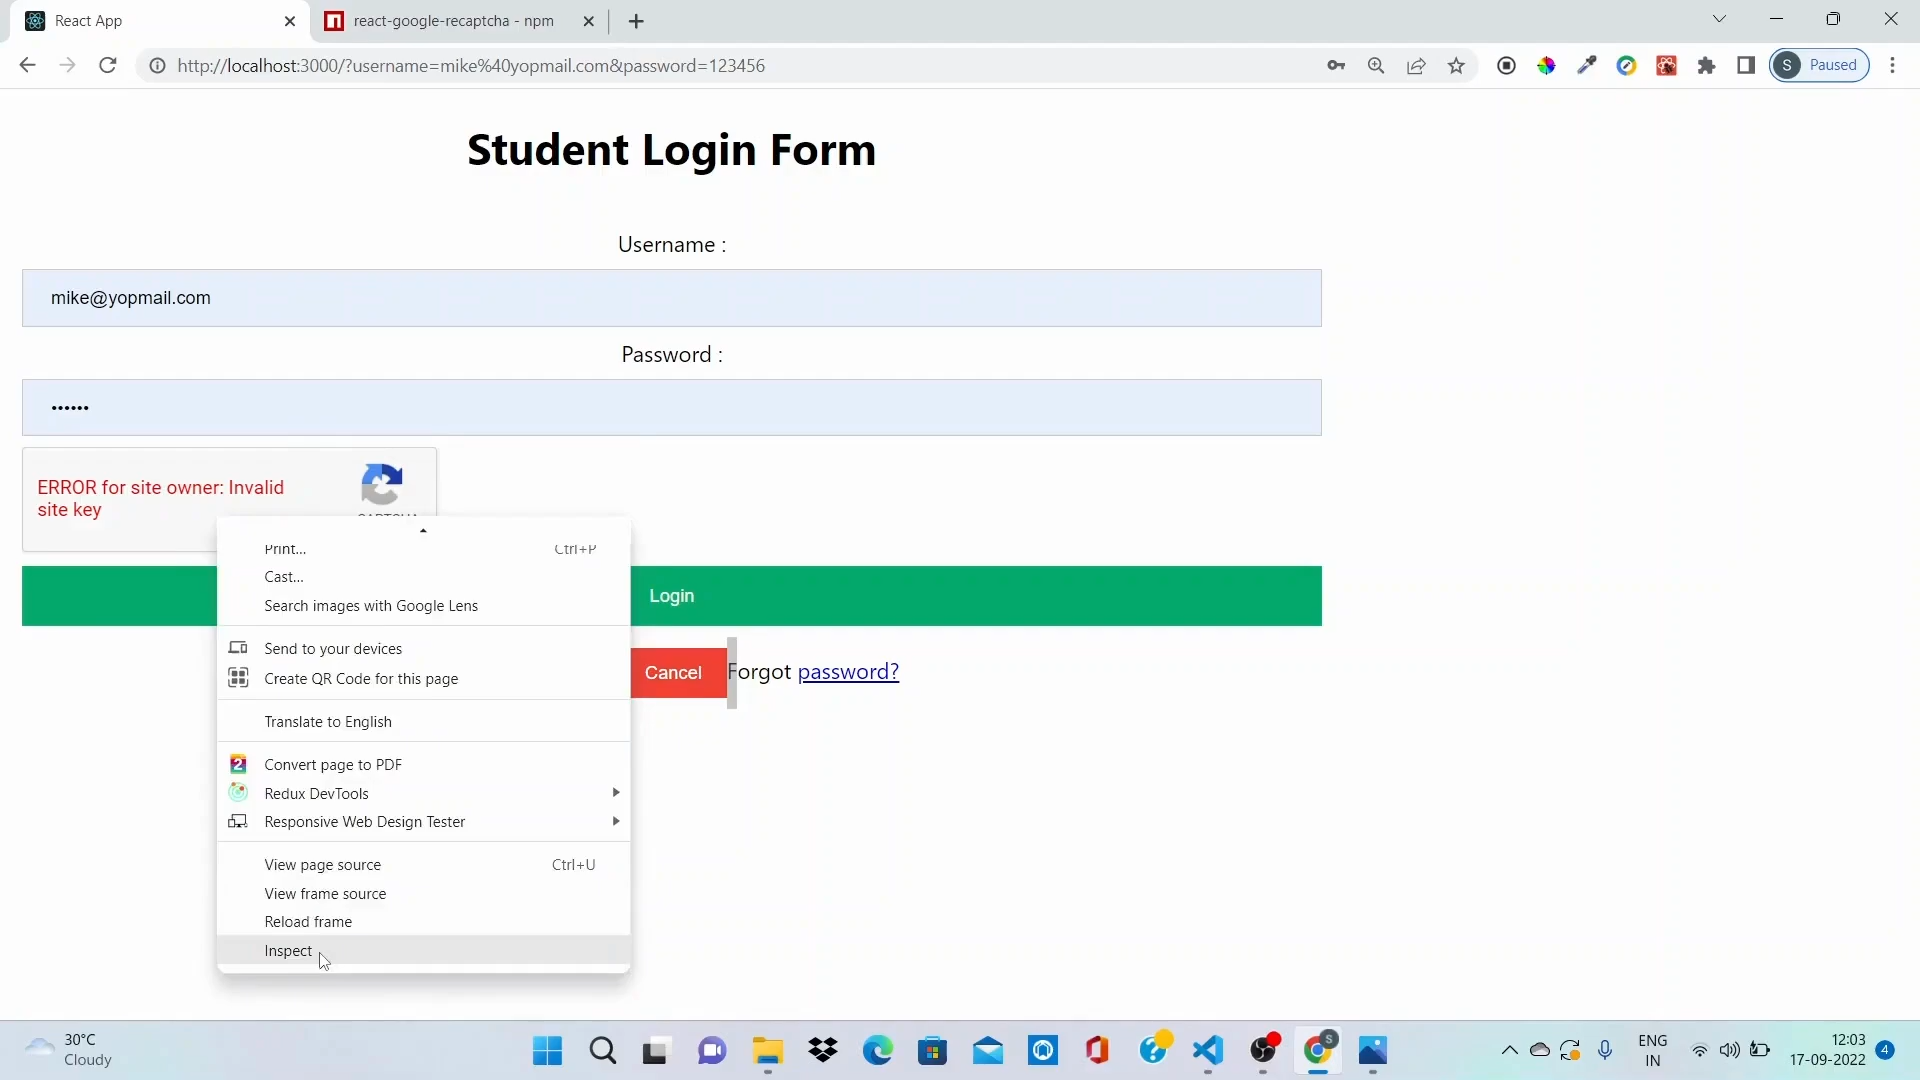 React App
react-google-recaptcha - npm
http://localhost:3000/?username=mike%40yopmail.com&password=123456
S Paused
Student Login Form
Username :
mike@yopmail.com
Password :
••••••
ERROR for site owner: Invalid
site key
Print... Ctrl+P
Cast...
Search images with Google Lens
Login
Send to your devices
Create QR Code for this page
Cancel Forgot password?
Translate to English
Convert page to PDF
Redux DevTools
Responsive Web Design Tester
View page source Ctrl+U
View frame source
Reload frame
Inspect
30°C
Cloudy
S
ENG
IN
12:03
17-09-2022
4